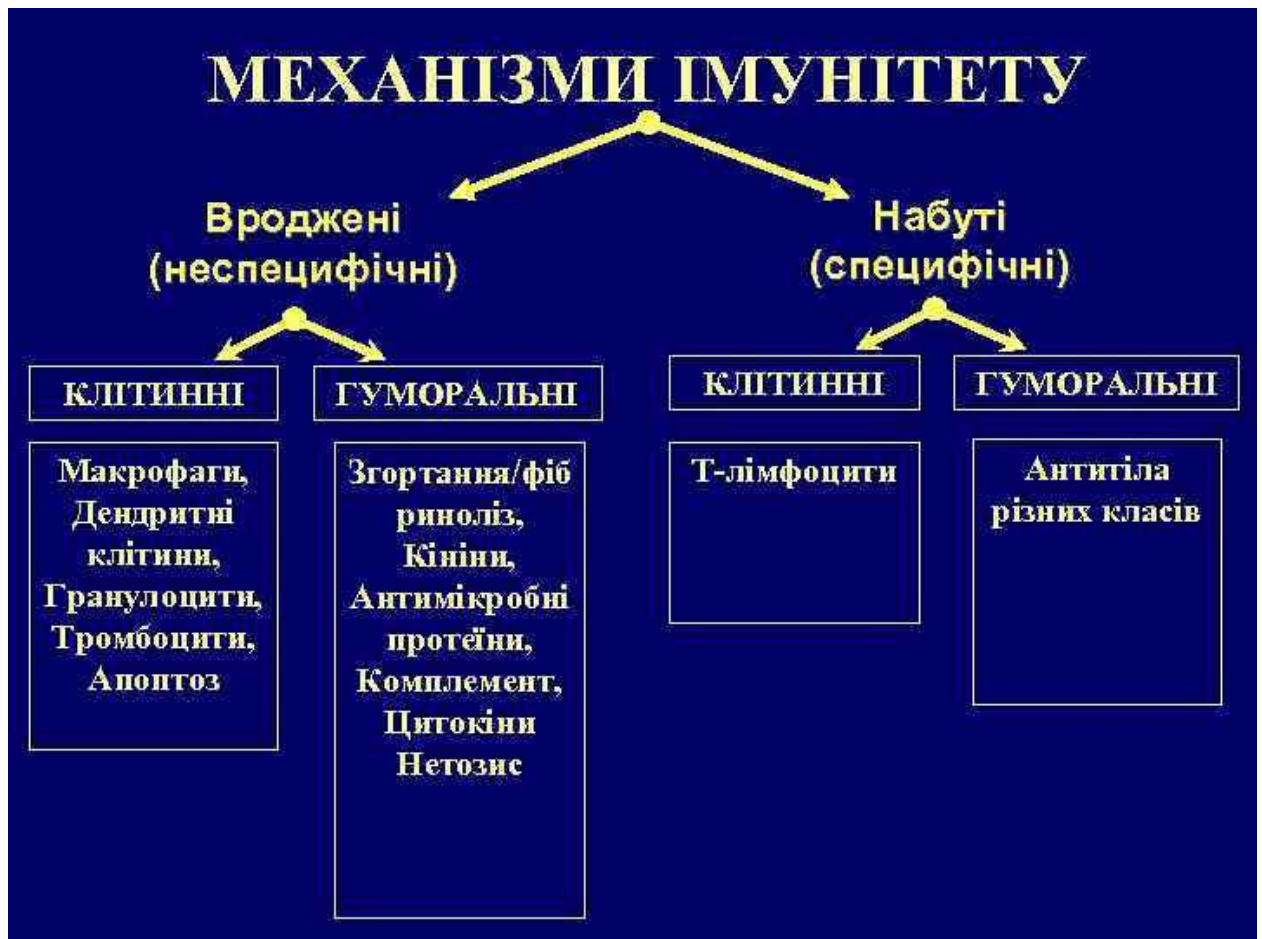 МЕХАНІЗМИ ІМУНІТЕТУ
Вроджені
(неспецифічні)
Набуті
(специфічні)
КЛІТИННІ
ГУМОРАЛЬНІ
КЛІТИННІ
ГУМОРАЛЬНІ
Макрофаги,
Дендритні
клітини,
Гранулоцити,
Тромбоцити,
Апоптоз
Згортання/фіб
риноліз,
Кініни,
Антимікробні
протеїни,
Комплемент,
Цитокіни
Нетозис
Т-лімфоцити
Антитіла
різних класів